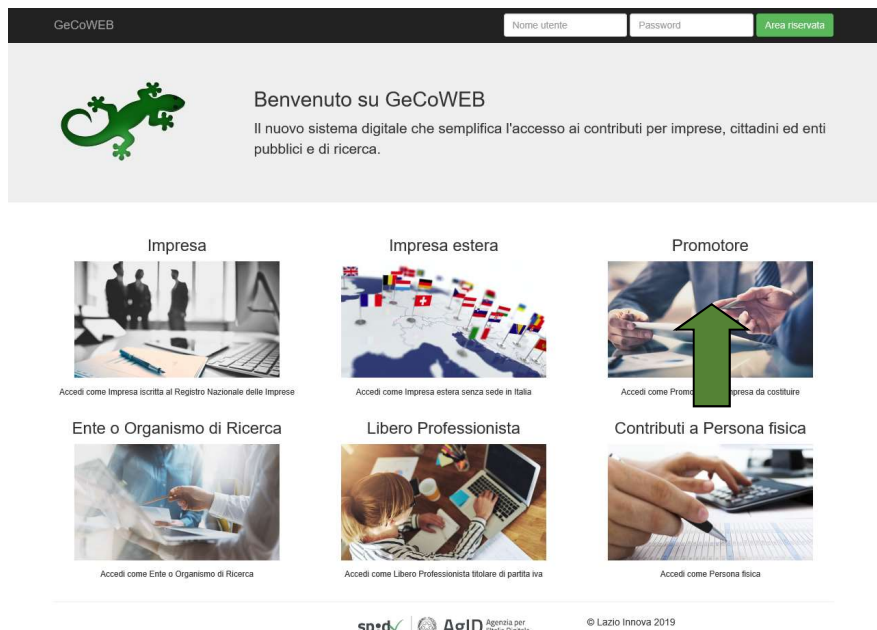 GeCoWEB
Nome utente
Password
Area riservata
Benvenuto su GeCoWEB
Il nuovo sistema digitale che semplifica l'accesso ai contributi per imprese, cittadini ed enti
pubblici e di ricerca.
Impresa
Impresa estera
Promotore
Accedi come Impresa iscritta al Registro Nazionale delle Imprese
Accedi come Impresa estera senza sede in Italia
Accedi come da costituire
Ente o Organismo di Ricerca
Libero Professionista
Contributi a Persona fisica
Accedi come Ente o Organismo di Ricerca
Accedi come Libero Professionista titolare di partita iva
Accedi come Persona fisica
AgID Agenzia per
© Lazio Innova 2019